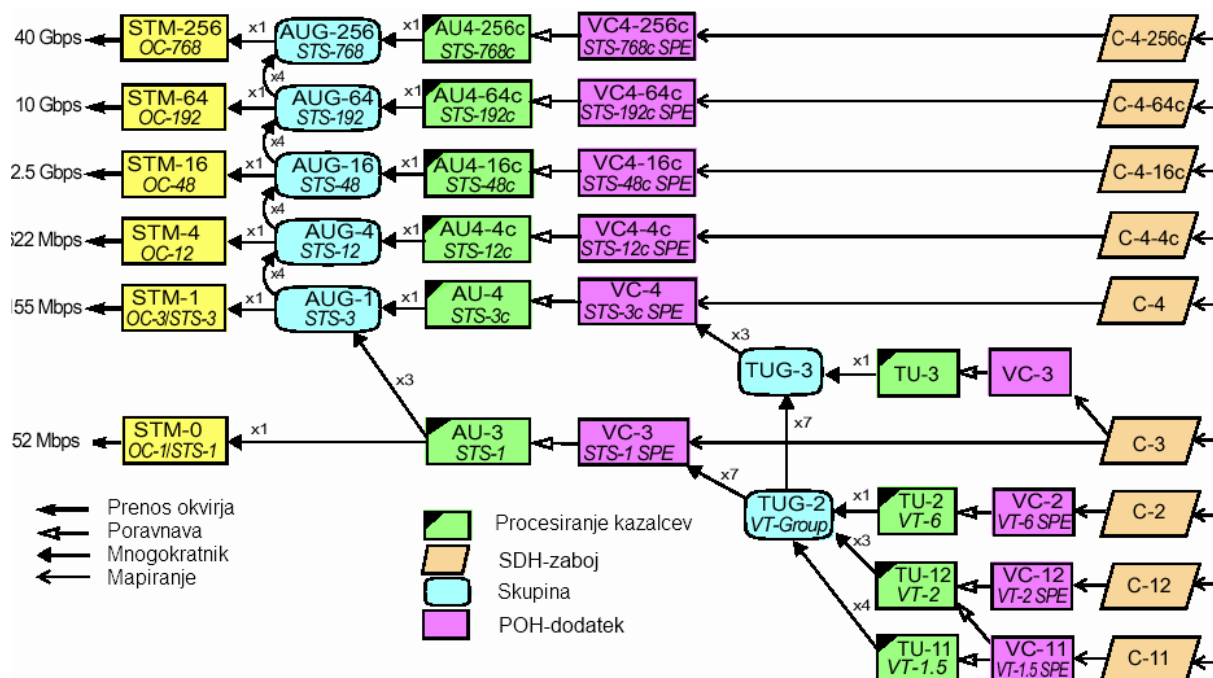 40 Gbps
STM-256
OC-768
x1
AUG-256
STS-768
x1
AU4-256c
STS-768c
VC4-256c
STS-768c SPE
C-4-256c
x4
10 Gbps
STM-64
OC-192
x1
AUG-64
STS-192
x1
AU4-64c
STS-192c
VC4-64c
STS-192c SPE
C-4-64c
x4
2.5 Gbps
STM-16
OC-48
x1
AUG-16
STS-48
x1
AU4-16c
STS-48c
VC4-16c
STS-48c SPE
C-4-16c
x4
622 Mbps
STM-4
OC-12
x1
AUG-4
STS-12
x1
AU4-4c
STS-12c
VC4-4c
STS-12c SPE
C-4-4c
x4
155 Mbps
STM-1
OC-3/STS-3
x1
AUG-1
STS-3
x1
AU-4
STS-3c
VC-4
STS-3c SPE
C-4
x3
TUG-3
x1
TU-3
VC-3
x3
52 Mbps
STM-0
OC-1/STS-1
x1
AU-3
STS-1
VC-3
STS-1 SPE
x7
C-3
x7
TUG-2
VT-Group
x1
TU-2
VT-6
VC-2
VT-6 SPE
C-2
x3
TU-12
VT-2
VC-12
VT-2 SPE
C-12
x4
TU-11
VT-1.5
VC-11
VT-1.5 SPE
C-11
Prenos okvirja
Poravnava
Mnogokratnik
Mapiranje
Procesiranje kazalcev
SDH-zaboj
Skupina
POH-dodatek